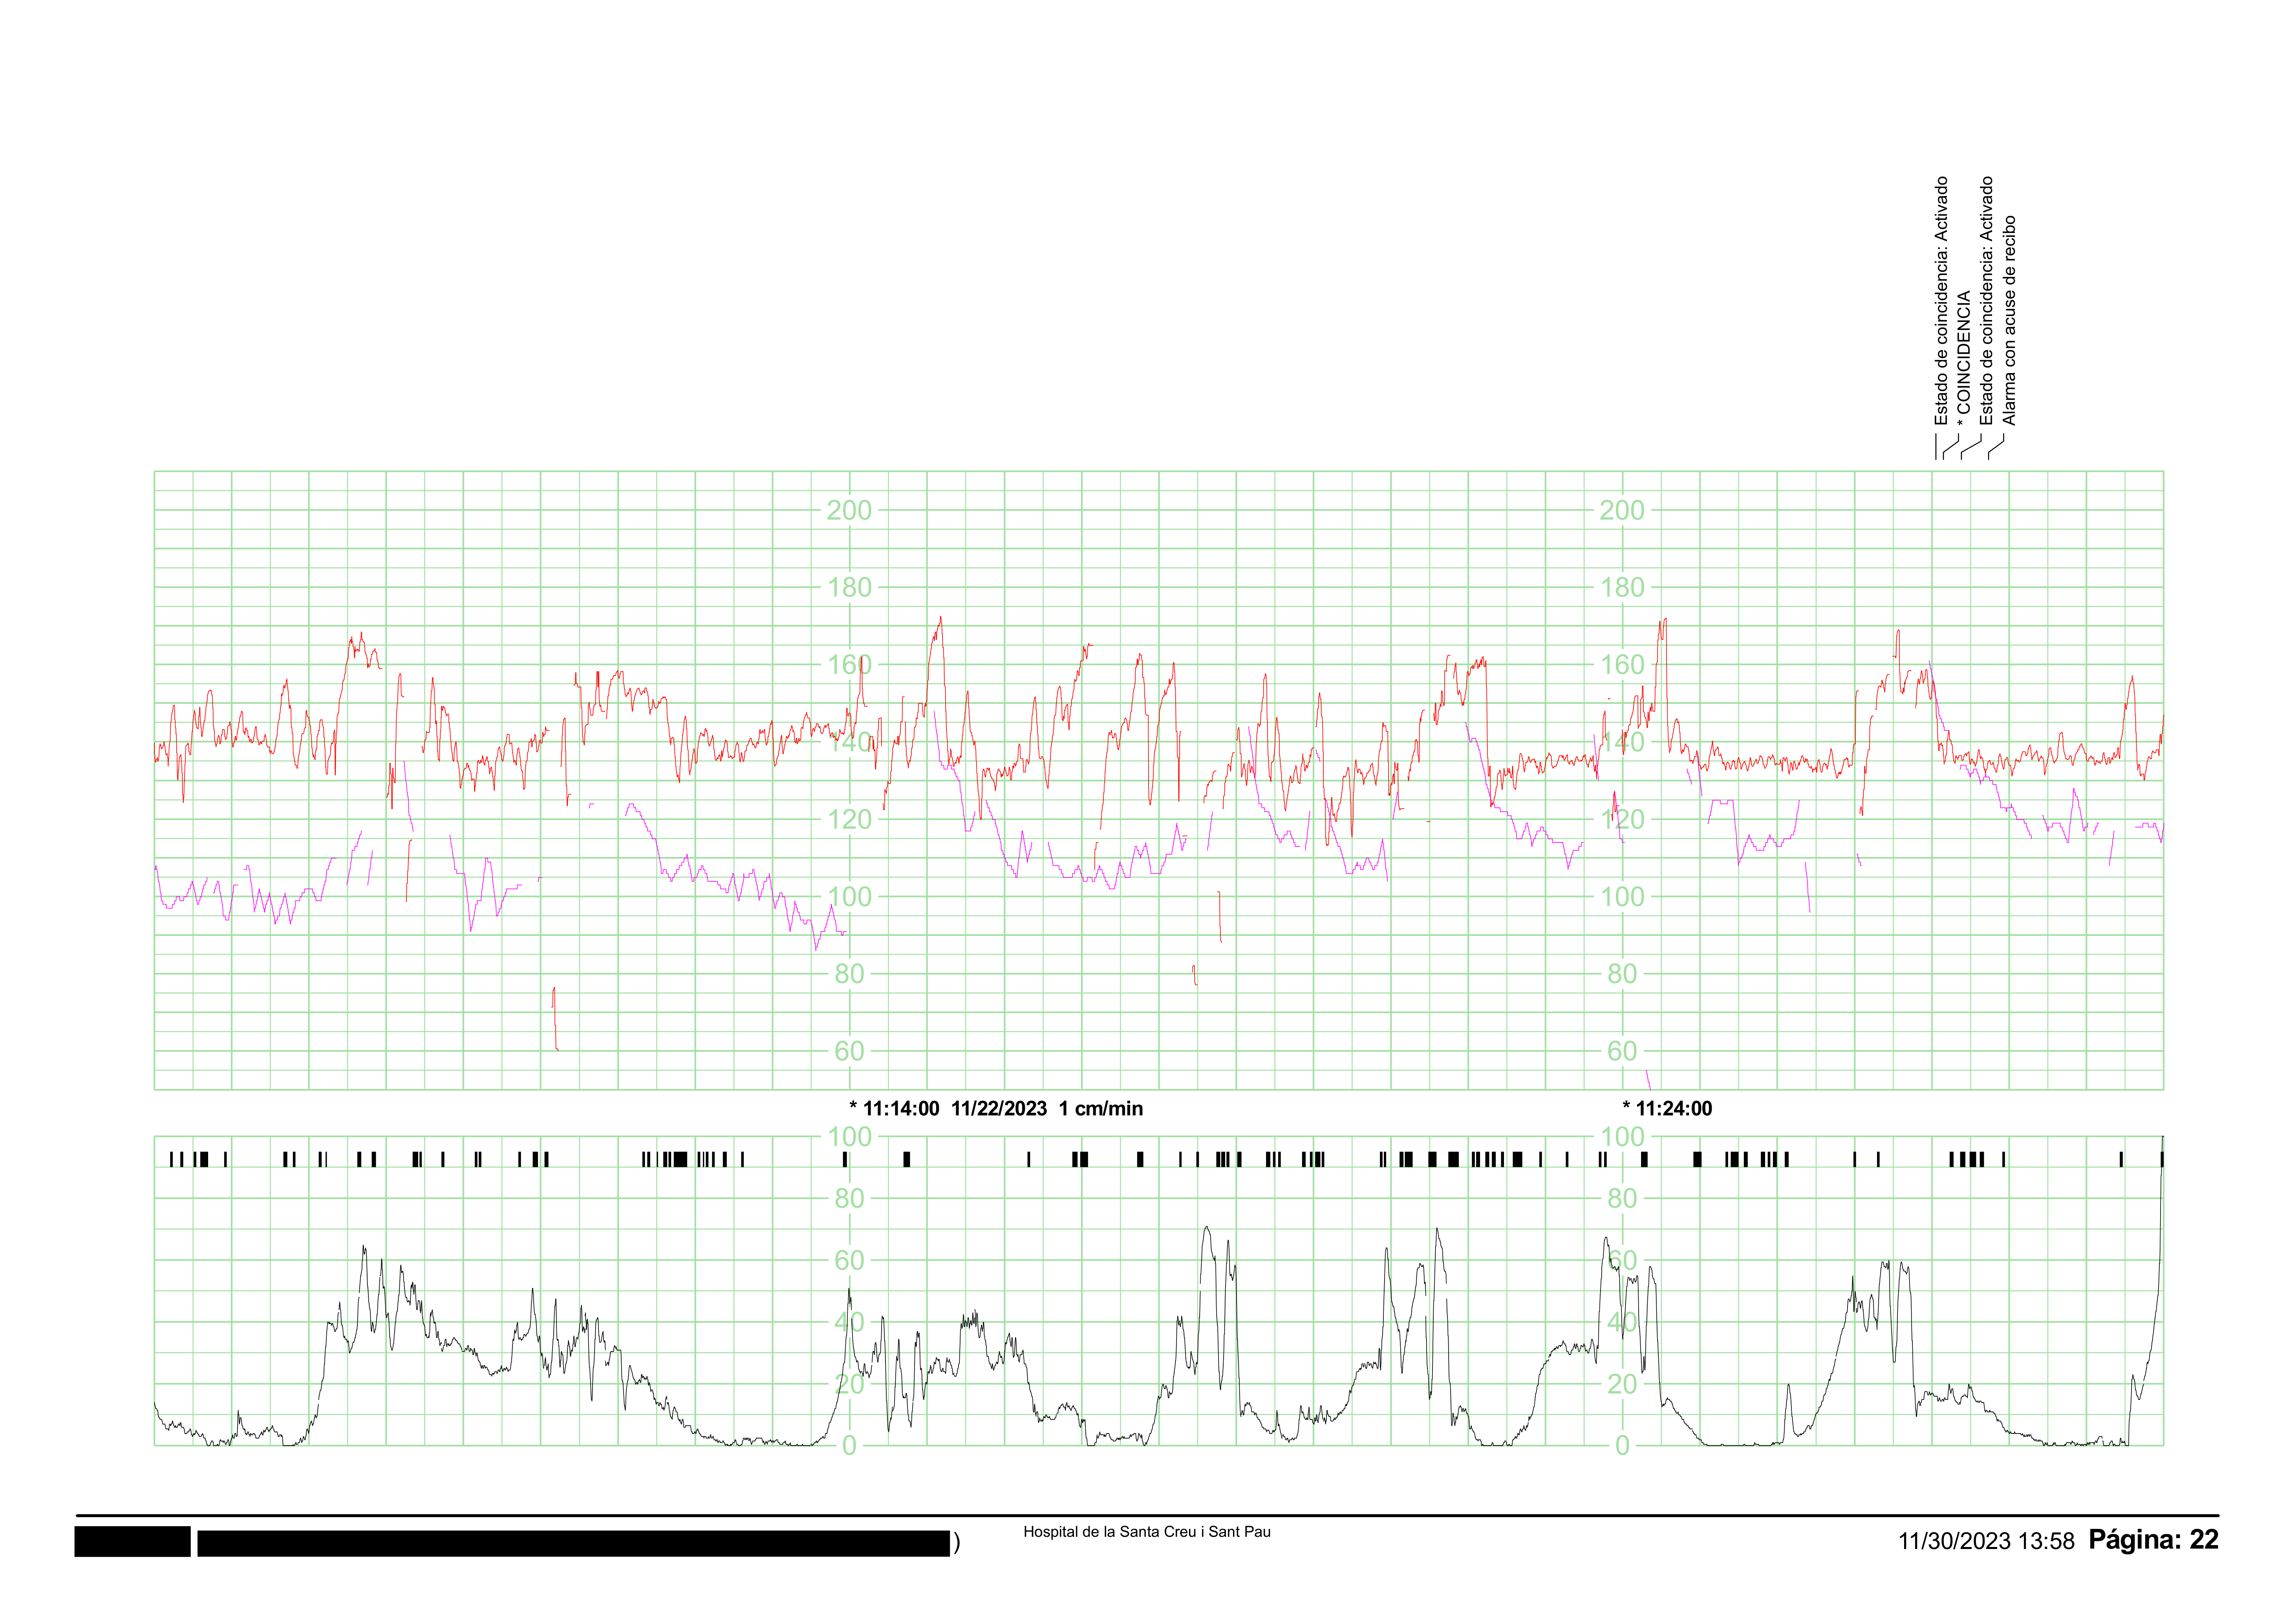 Estado de coincidencia: Activado
* COINCIDENCIA
Estado de coincidencia: Activado
Alarma con acuse de recibo
200 200
180 180
160 160
140 140
120 120
100 100
80 80
60 60
* 11:14:00 11/22/2023 1 cm/min * 11:24:00
100 100
80 80
60 60
40 40
20 20
0 0
) Hospital de la Santa Creu i Sant Pau 11/30/2023 13:58 Página: 22